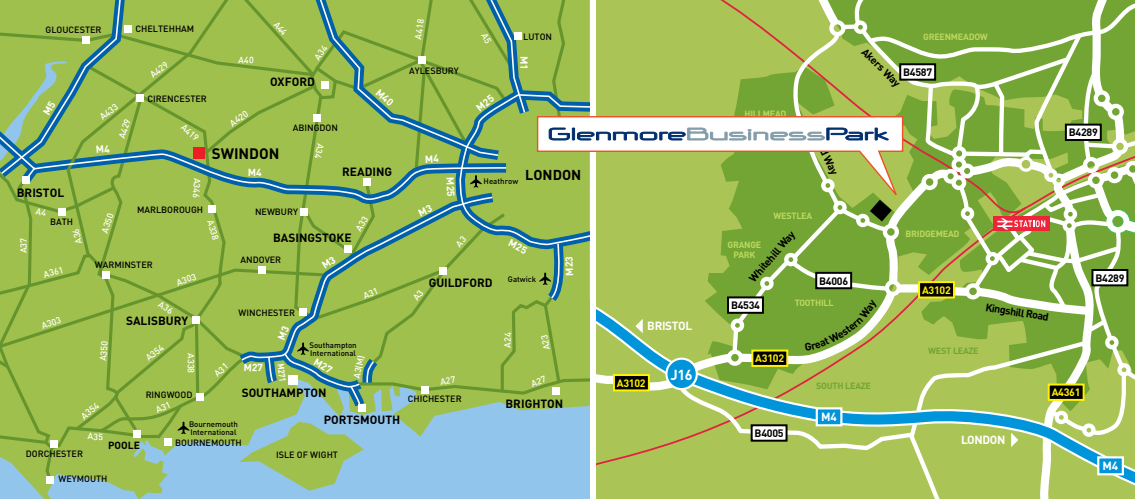 GLOUCESTER
CHELTENHAM
A44
A34
A418
A5
LUTON
M5
A429
A40
OXFORD
AYLESBURY
M1
M40
M25
A433
CIRENCESTER
A429
A419
A420
ABINGDON
A34
M4
SWINDON
M4
READING
M4
M25
Heathrow
LONDON
BRISTOL
A4
BATH
A36
A350
MARLBOROUGH
A346
A338
NEWBURY
A33
M3
A37
BASINGSTOKE
A3
M25
M23
A361
WARMINSTER
A303
ANDOVER
M3
GUILDFORD
Gatwick
A36
A31
A3
WINCHESTER
A303
SALISBURY
M3
A350
A354
A338
A31
Southampton
International
M27
M271
M27
A3(M)
A24
A23
SOUTHAMPTON
A27
CHICHESTER
A27
BRIGHTON
RINGWOOD
A31
A354
PORTSMOUTH
Bournemouth
International
A35
POOLE
BOURNEMOUTH
DORCHESTER
ISLE OF WIGHT
WEYMOUTH
GREENMEADOW
Akers Way
B4587
HILLMEAD
B4289
GlenmoreBusinessPark
Way
WESTLEA
STATION
BRIDGEMEAD
GRANGE
PARK
Whitehill Way
B4006
B4289
A3102
B4534
TOOTHILL
Great Western Way
Kingshill Road
BRISTOL
WEST LEAZE
A3102
J16
A3102
SOUTH LEAZE
A4361
M4
B4005
LONDON
M4